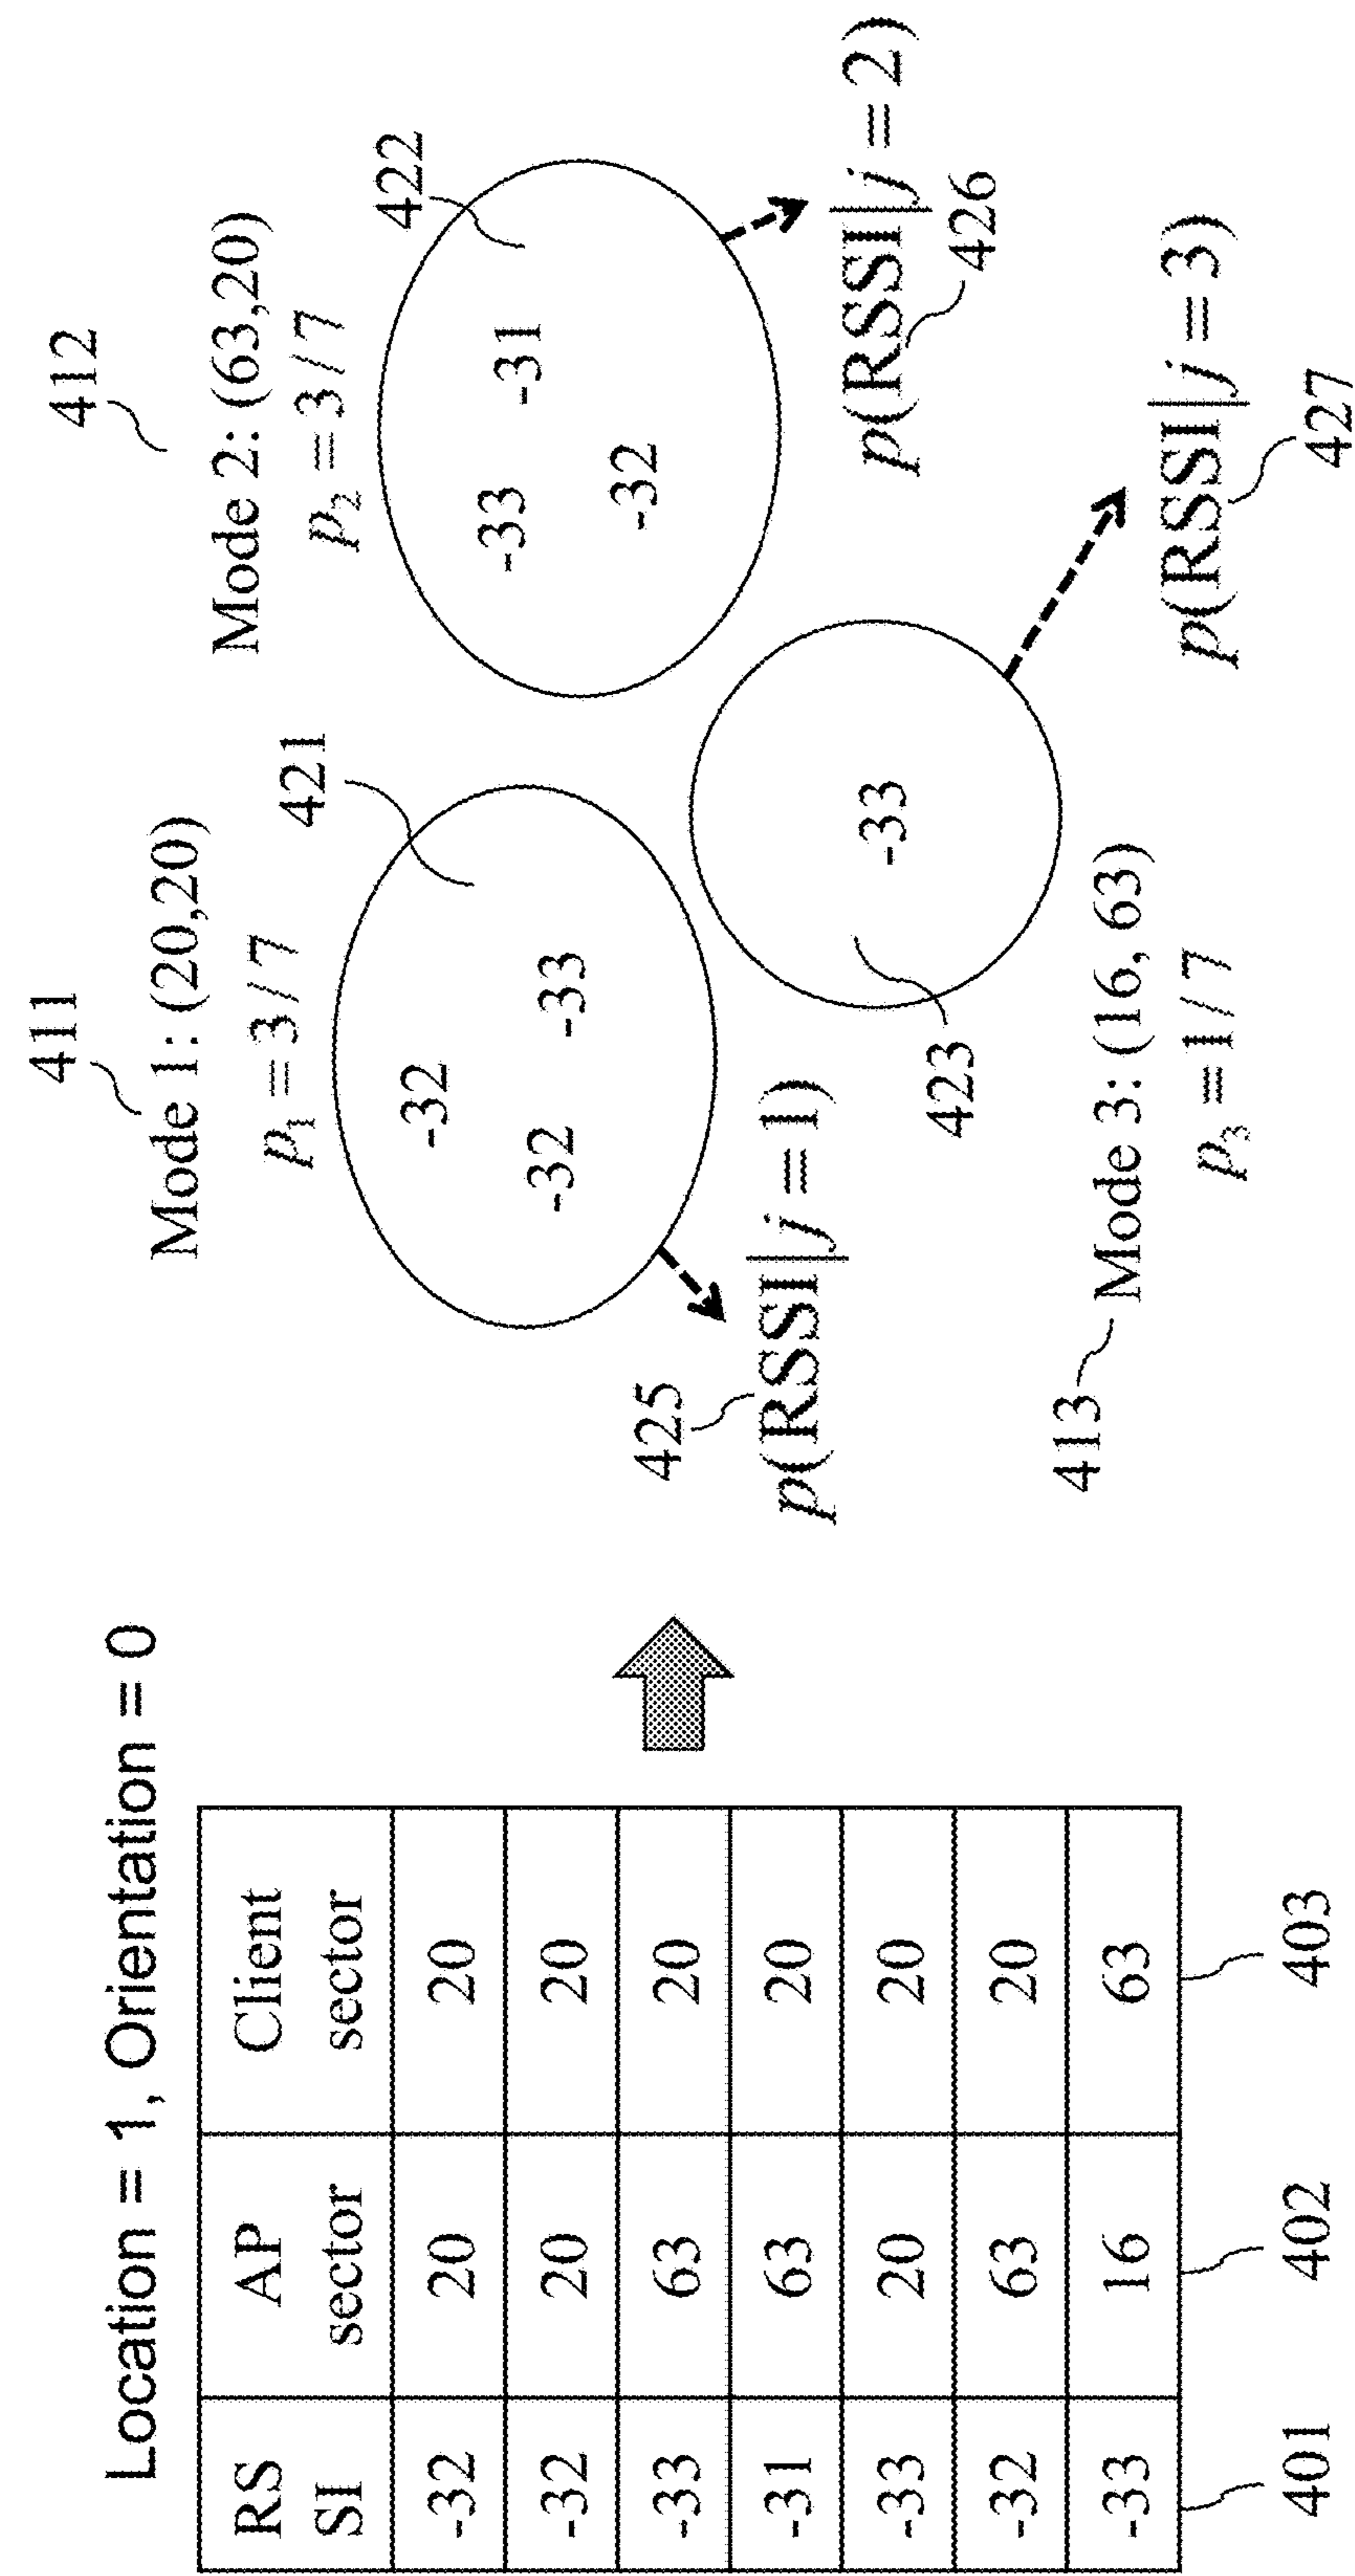 Location = 1, Orientation = 0
RS SI AP sector Client sector
-32 20 20
-32 20 20
-33 63 20
-31 63 20
-33 20 20
-32 63 20
-33 16 63
401 402 403
411
Mode 1: (20,20)
p₁ = 3/7
421
-32
-32 -33
425
p(RSSI|j = 1)
412
Mode 2: (63,20)
p₂ = 3/7
422
-33 -31
-32
p(RSSI|j = 2)
426
-33
423
413 Mode 3: (16, 63)
p₃ = 1/7
p(RSSI|j = 3)
427